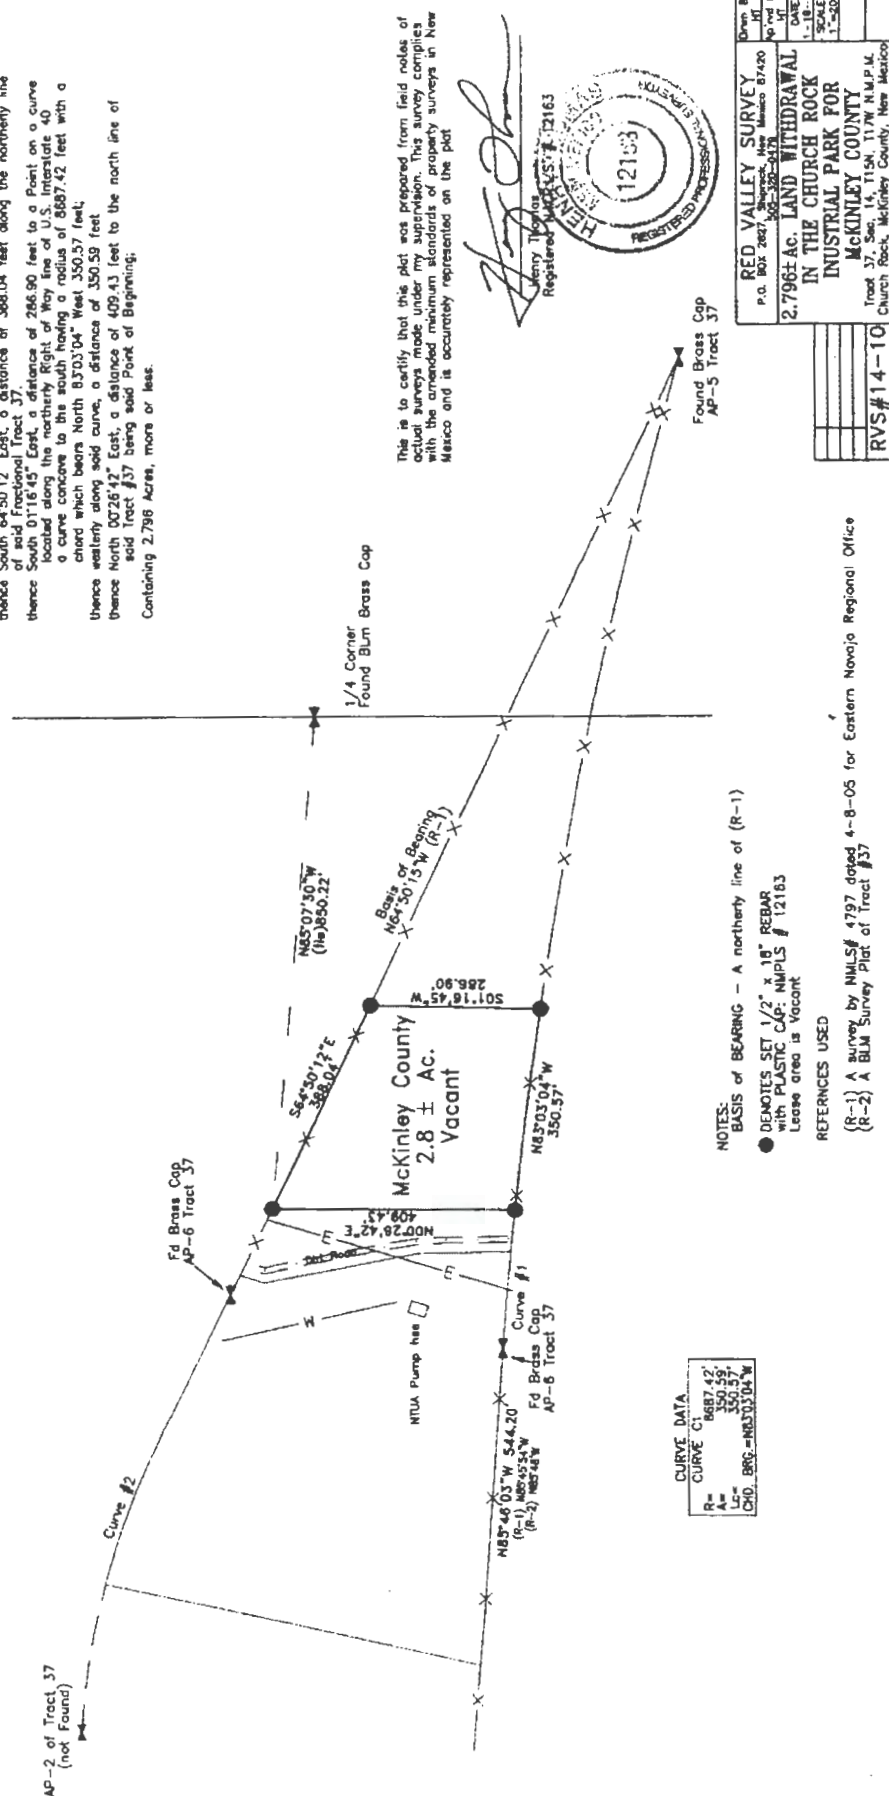 thence South 64°50'12" East, a distance of 388.04 feet along the northerly line
of said Fractional Tract 37.
thence South 01°16'45" East, a distance of 286.90 feet to a Point on a curve
located along the northerly Right of Way line of U.S. Interstate 40
a curve concave to the south having a radius of 8687.42 feet with a
chord which bears North 83°03'04" West 350.57 feet;
thence westerly along said curve, a distance of 350.59 feet
thence North 00°26'42" East, a distance of 409.43 feet to the north line of
said Tract #37 being said Point of Beginning;
Containing 2.796 Acres, more or less.
This is to certify that this plat was prepared from field notes of
actual surveys made under my supervision. This survey complies
with the amended minimum standards of property surveys in New
Mexico and is accurately represented on the plat
Henry Thomas
Registered 12163
HENRY
NEW MEXICO
12163
REGISTERED PROFESSIONAL SURVEYOR
1/4 Corner
Found BLM Brass Cap
N85°07'30"W
(tie)850.22'
Basis of Bearing
N64°50'15"W (R-1)
Found Brass Cap
AP-5 Tract 37
S64°50'12"E
388.04'
S01°16'45"W
286.90'
McKinley County
2.8 ± Ac.
Vacant
N00°26'42"E
409.43'
N83°03'04"W
350.57'
Fd Brass Cap
AP-6 Tract 37
Dirt Road
E
E
W
NTUA Pump hse
Curve #1
Fd Brass Cap
AP-6 Tract 37
N85°46'03"W 544.20'
(R-1) N85°45'54"W
(R-2) N85°48'W
Curve #2
AP-2 of Tract 37
(not Found)
NOTES:
BASIS of BEARING - A northerly line of (R-1)
DENOTES SET 1/2" x 18" REBAR
with PLASTIC CAP: NMPLS # 12163
Lease area is Vacant
REFERNCES USED
(R-1) A survey by NMLS# 4797 dated 4-8-05 for Eastern Navajo Regional Office
(R-2) A BLM Survey Plat of Tract #37
CURVE DATA
CURVE C1
R= 8687.42'
A= 350.59'
Lc= 350.57'
CHD. BRG.=N83°03'04"W
RED VALLEY SURVEY
P.O. BOX 2827, Shiprock, New Mexico 87420
505-320-0479
2.796± Ac. LAND WITHDRAWAL
IN THE CHURCH ROCK
INUSTRIAL PARK FOR
McKINLEY COUNTY
Tract 37, Sec. 14, T15N, T17W N.M.P.M.
Church Rock, McKinley County, New Mexico
HT
HT
DATE
SCALE
RVS#14-10